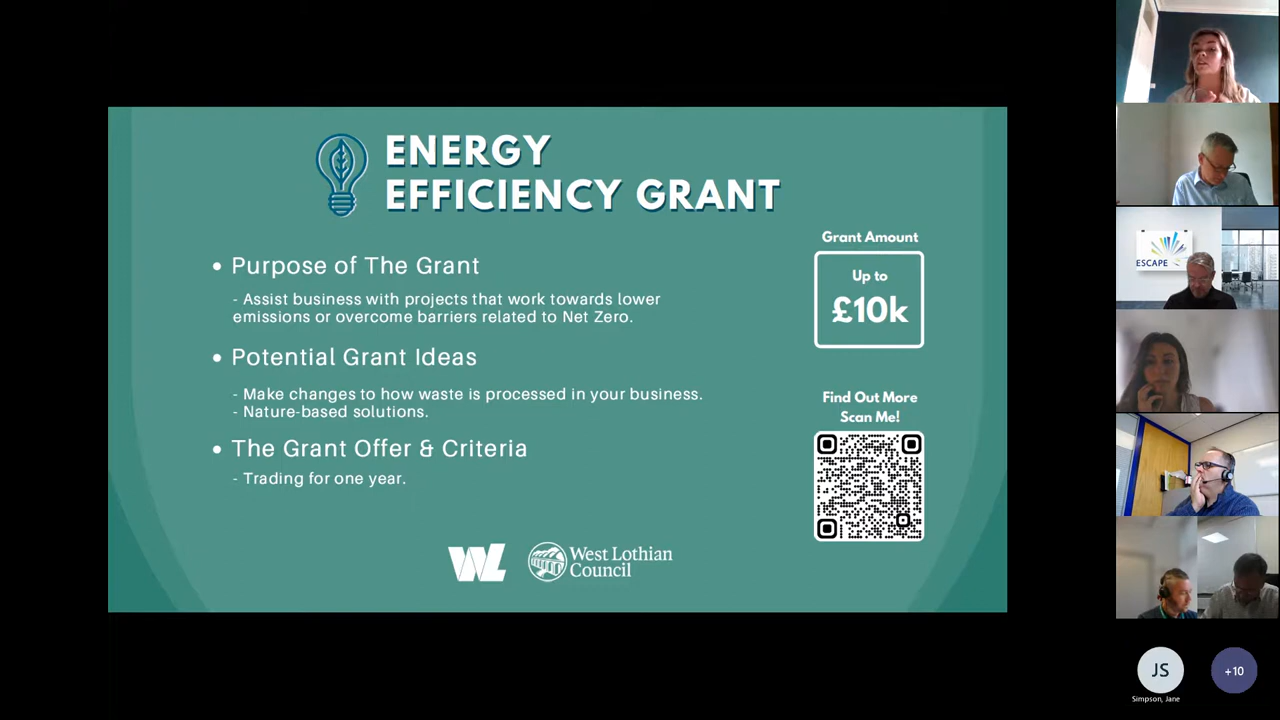 ENERGY
EFFICIENCY GRANT
• Purpose of The Grant
- Assist business with projects that work towards lower
emissions or overcome barriers related to Net Zero.
• Potential Grant Ideas
- Make changes to how waste is processed in your business.
- Nature-based solutions.
• The Grant Offer & Criteria
- Trading for one year.
Grant Amount
Up to
£10k
Find Out More
Scan Me!
WL
West Lothian
Council
ESCAPE
JS
+10
Simpson, Jane